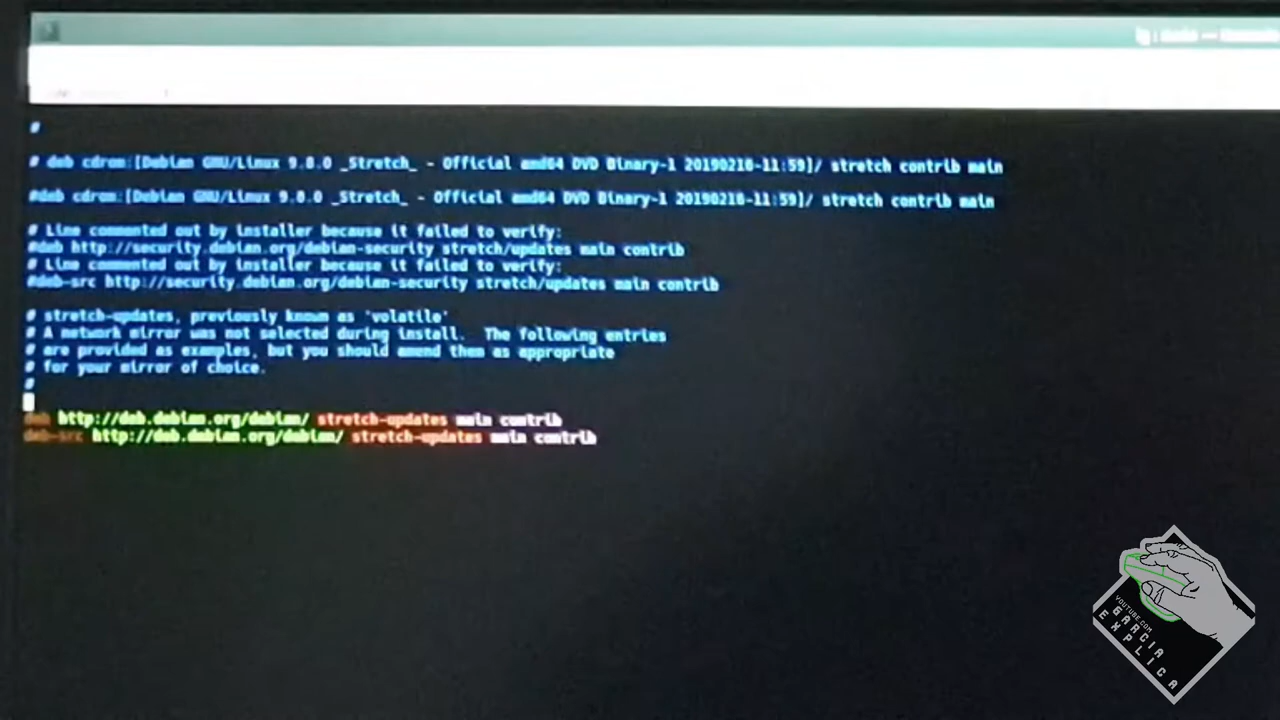 #
# deb cdrom:[Debian GNU/Linux 9.8.0 _Stretch_ - Official amd64 DVD Binary-1 20190216-11:59]/ stretch contrib main
#deb cdrom:[Debian GNU/Linux 9.8.0 _Stretch_ - Official amd64 DVD Binary-1 20190216-11:59]/ stretch contrib main
# Line commented out by installer because it failed to verify:
#deb http://security.debian.org/debian-security stretch/updates main contrib
# Line commented out by installer because it failed to verify:
#deb-src http://security.debian.org/debian-security stretch/updates main contrib
# stretch-updates, previously known as 'volatile'
# A network mirror was not selected during install.  The following entries
# are provided as examples, but you should amend them as appropriate
# for your mirror of choice.
#
deb http://deb.debian.org/debian/ stretch-updates main contrib
deb-src http://deb.debian.org/debian/ stretch-updates main contrib
YOUTUBE.COM
GARCIA
EXPLICA